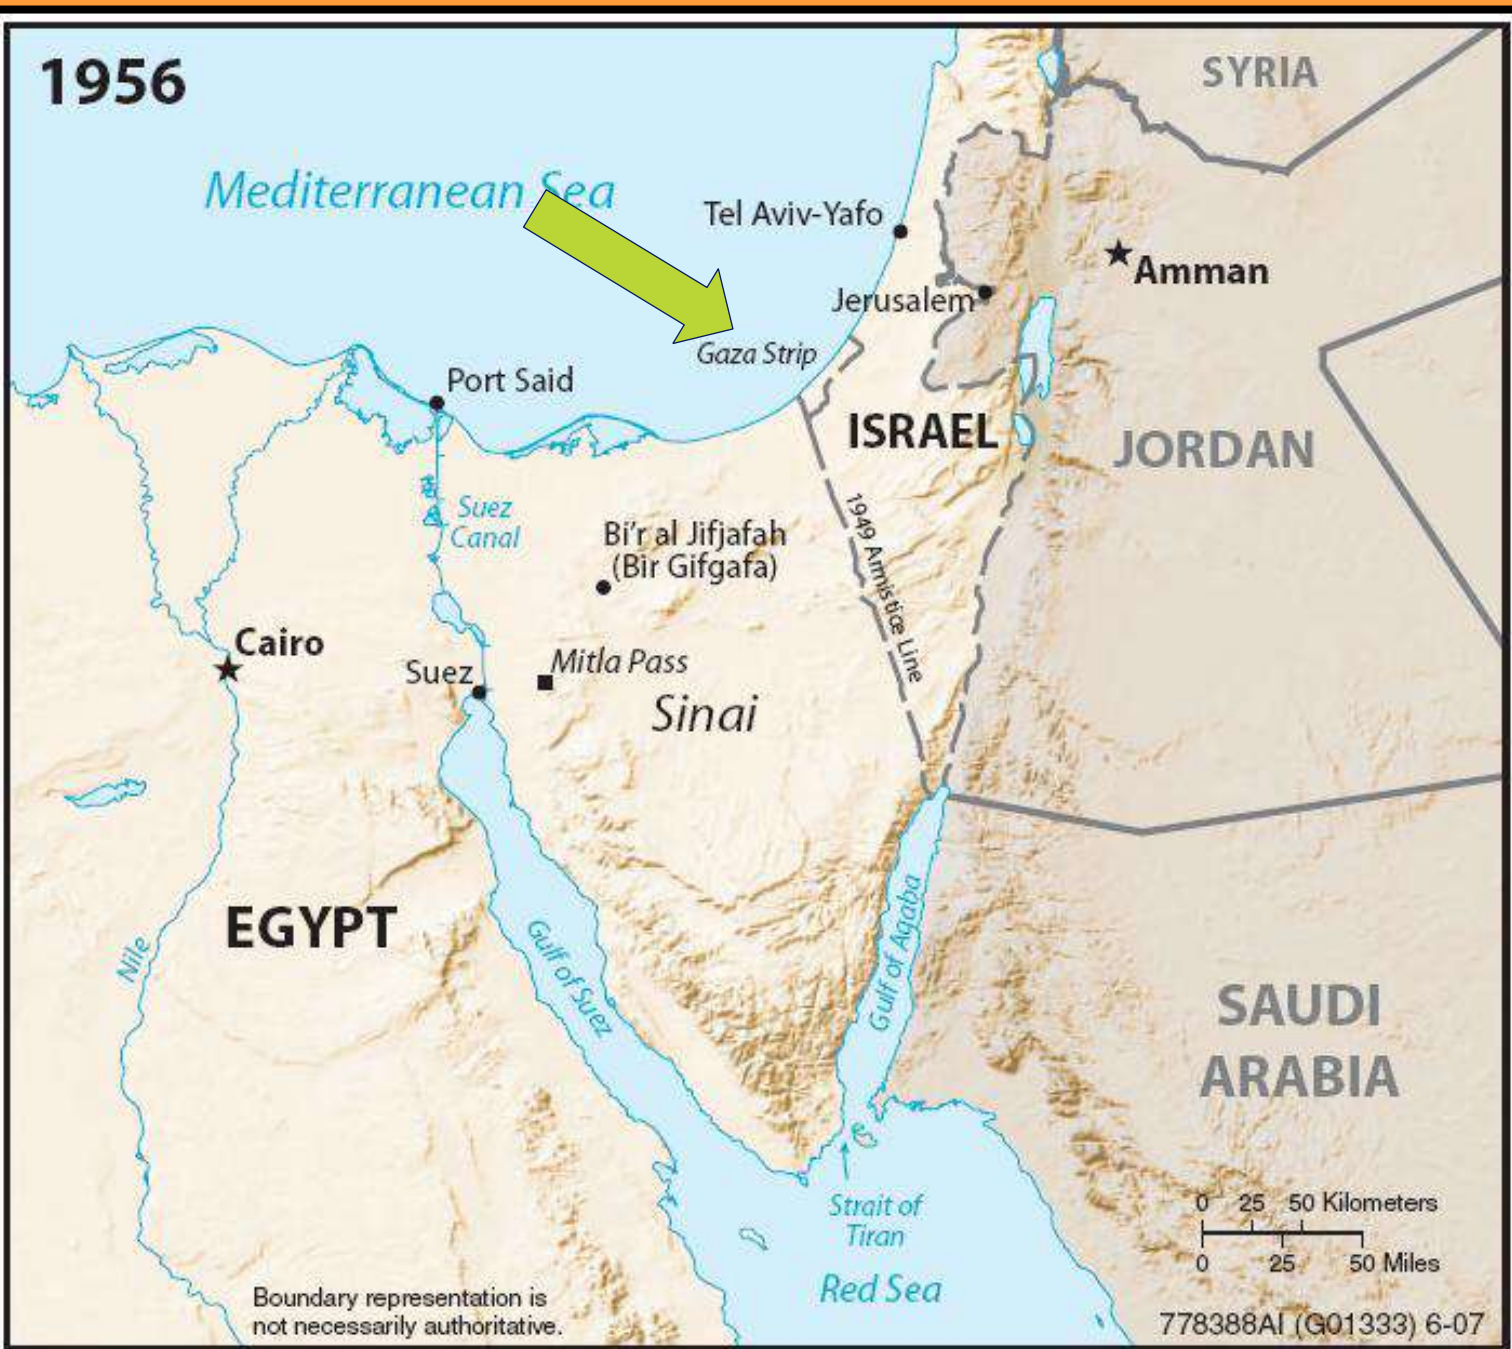 1956
SYRIA
Mediterranean Sea
Tel Aviv-Yafo
Amman
Jerusalem
Gaza Strip
Port Said
ISRAEL
JORDAN
Suez
Canal
1949 Armistice Line
Bi'r al Jifjafah
(Bir Gifgafa)
Cairo
Mitla Pass
Suez
Sinai
EGYPT
Nile
Gulf of Suez
Gulf of Aqaba
SAUDI
ARABIA
Strait of
Tiran
Red Sea
0 25 50 Kilometers
0 25 50 Miles
Boundary representation is
not necessarily authoritative.
778388AI (G01333) 6-07